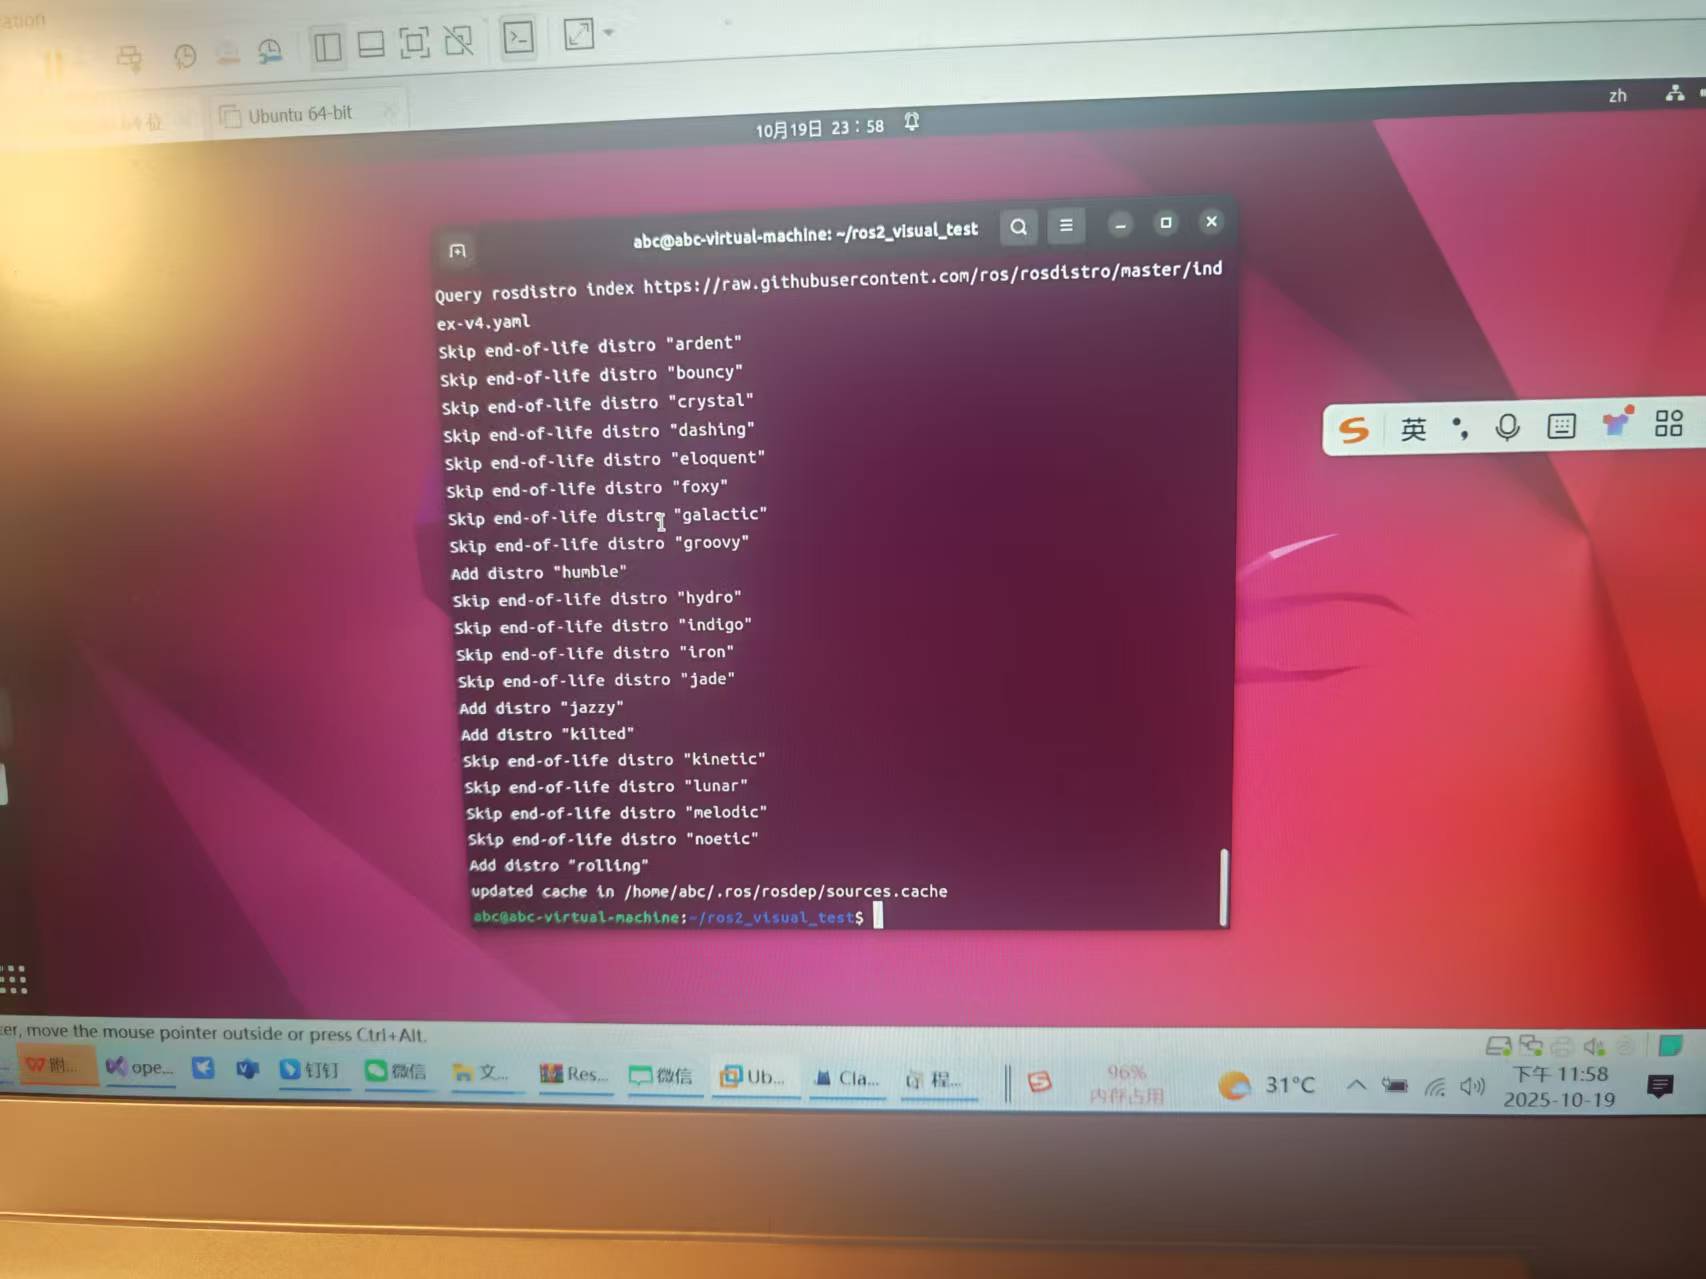 ation
64位
Ubuntu 64-bit
10月19日 23：58
zh
abc@abc-virtual-machine: ~/ros2_visual_test
Query rosdistro index https://raw.githubusercontent.com/ros/rosdistro/master/ind
ex-v4.yaml
Skip end-of-life distro "ardent"
Skip end-of-life distro "bouncy"
Skip end-of-life distro "crystal"
Skip end-of-life distro "dashing"
Skip end-of-life distro "eloquent"
Skip end-of-life distro "foxy"
Skip end-of-life distro "galactic"
Skip end-of-life distro "groovy"
Add distro "humble"
Skip end-of-life distro "hydro"
Skip end-of-life distro "indigo"
Skip end-of-life distro "iron"
Skip end-of-life distro "jade"
Add distro "jazzy"
Add distro "kilted"
Skip end-of-life distro "kinetic"
Skip end-of-life distro "lunar"
Skip end-of-life distro "melodic"
Skip end-of-life distro "noetic"
Add distro "rolling"
updated cache in /home/abc/.ros/rosdep/sources.cache
abc@abc-virtual-machine:~/ros2_visual_test$
英
ter, move the mouse pointer outside or press Ctrl+Alt.
附... ope... 钉钉 微信 文... Res... 微信 Ub... Cla... 程...
96%
内存占用
31°C
下午 11:58
2025-10-19